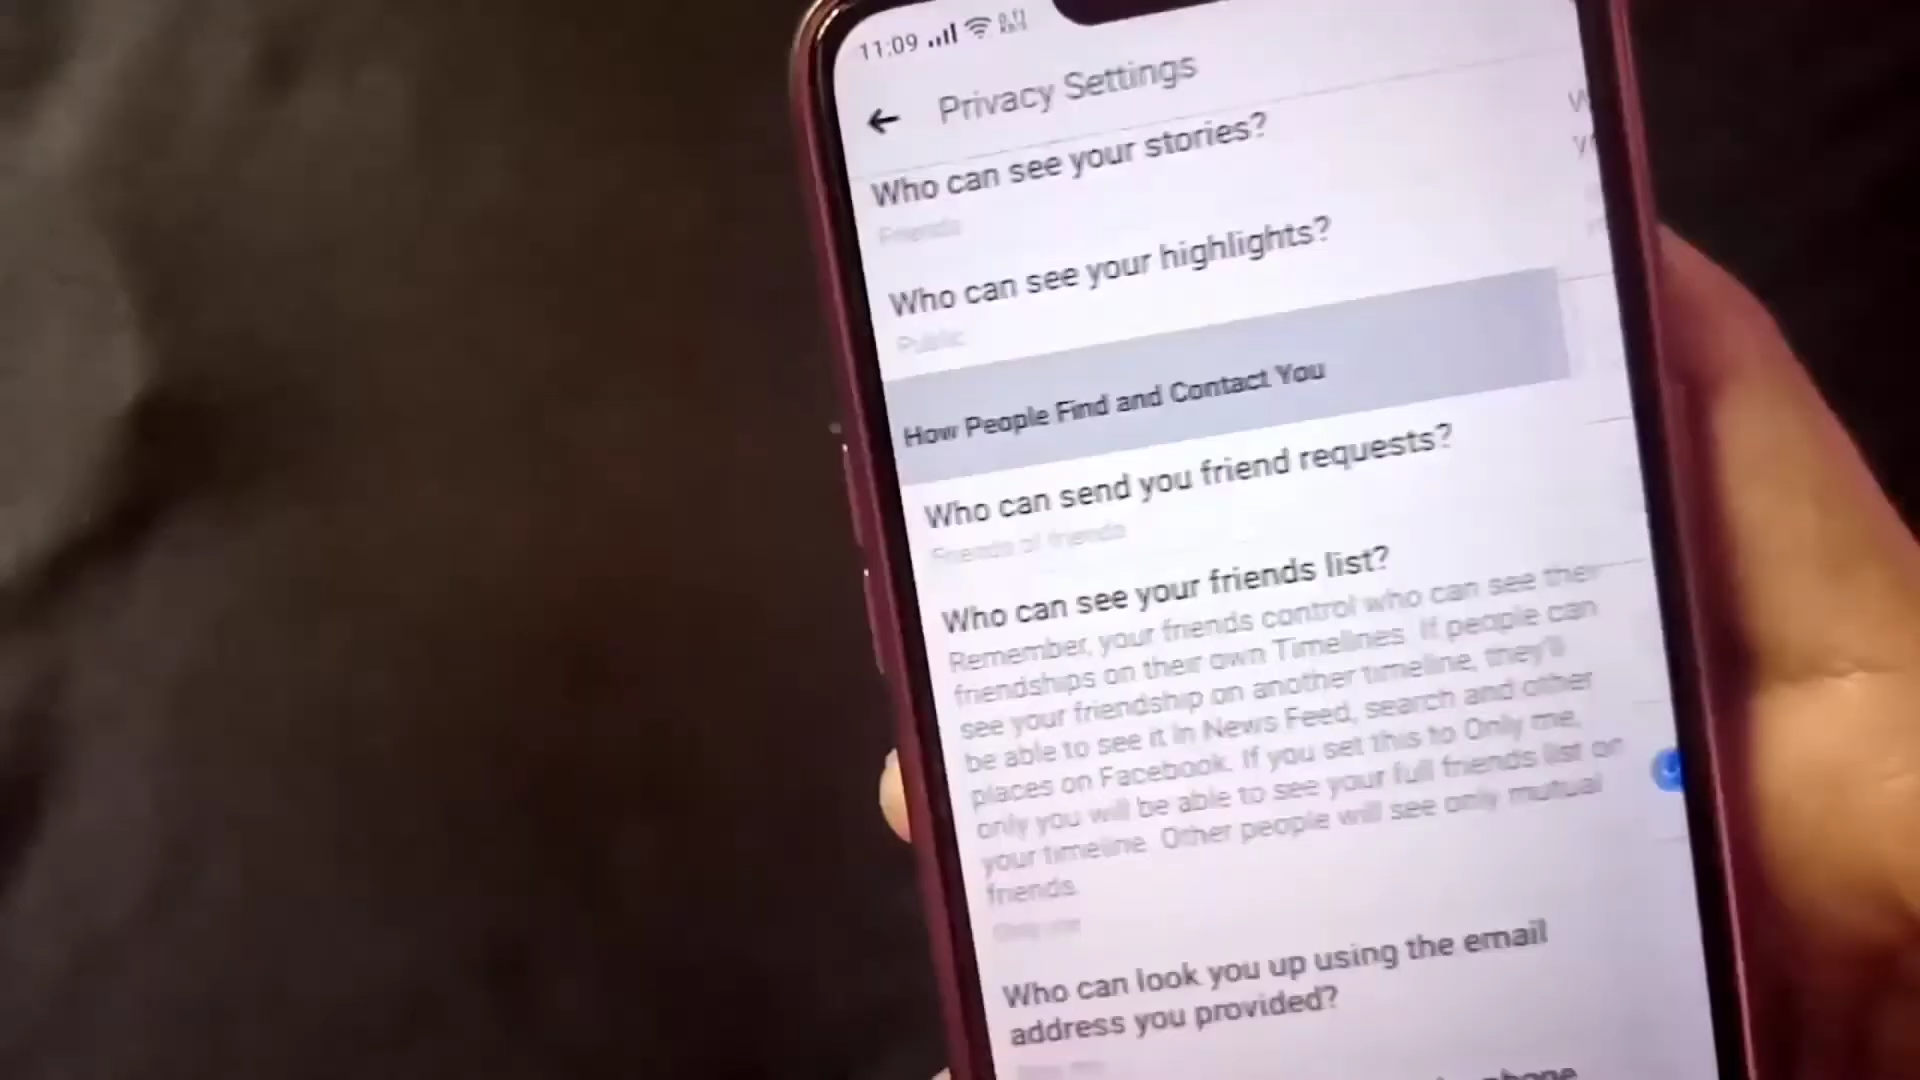 11:09
Privacy Settings
Who can see your stories?
Friends
Who can see your highlights?
Public
How People Find and Contact You
Who can send you friend requests?
Friends of friends
Who can see your friends list?
Remember, your friends control who can see their
friendships on their own Timelines. If people can
see your friendship on another timeline, they'll
be able to see it in News Feed, search and other
places on Facebook. If you set this to Only me,
only you will be able to see your full friends list on
your timeline. Other people will see only mutual
friends.
Only me
Who can look you up using the email
address you provided?
phone